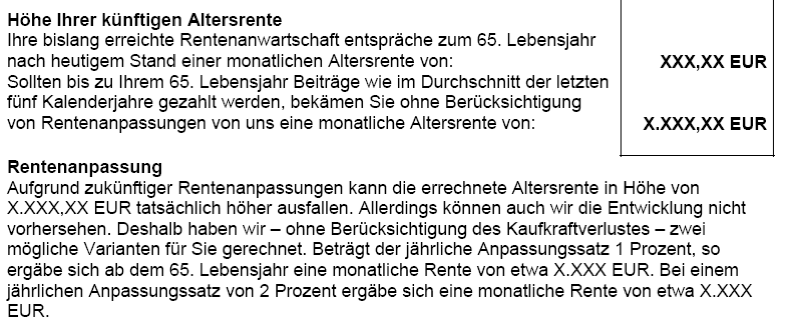 Höhe Ihrer künftigen Altersrente
Ihre bislang erreichte Rentenanwartschaft entspräche zum 65. Lebensjahr
nach heutigem Stand einer monatlichen Altersrente von: XXX,XX EUR
Sollten bis zu Ihrem 65. Lebensjahr Beiträge wie im Durchschnitt der letzten
fünf Kalenderjahre gezahlt werden, bekämen Sie ohne Berücksichtigung
von Rentenanpassungen von uns eine monatliche Altersrente von: X.XXX,XX EUR
Rentenanpassung
Aufgrund zukünftiger Rentenanpassungen kann die errechnete Altersrente in Höhe von
X.XXX,XX EUR tatsächlich höher ausfallen. Allerdings können auch wir die Entwicklung nicht
vorhersehen. Deshalb haben wir – ohne Berücksichtigung des Kaufkraftverlustes – zwei
mögliche Varianten für Sie gerechnet. Beträgt der jährliche Anpassungssatz 1 Prozent, so
ergäbe sich ab dem 65. Lebensjahr eine monatliche Rente von etwa X.XXX EUR. Bei einem
jährlichen Anpassungssatz von 2 Prozent ergäbe sich eine monatliche Rente von etwa X.XXX
EUR.